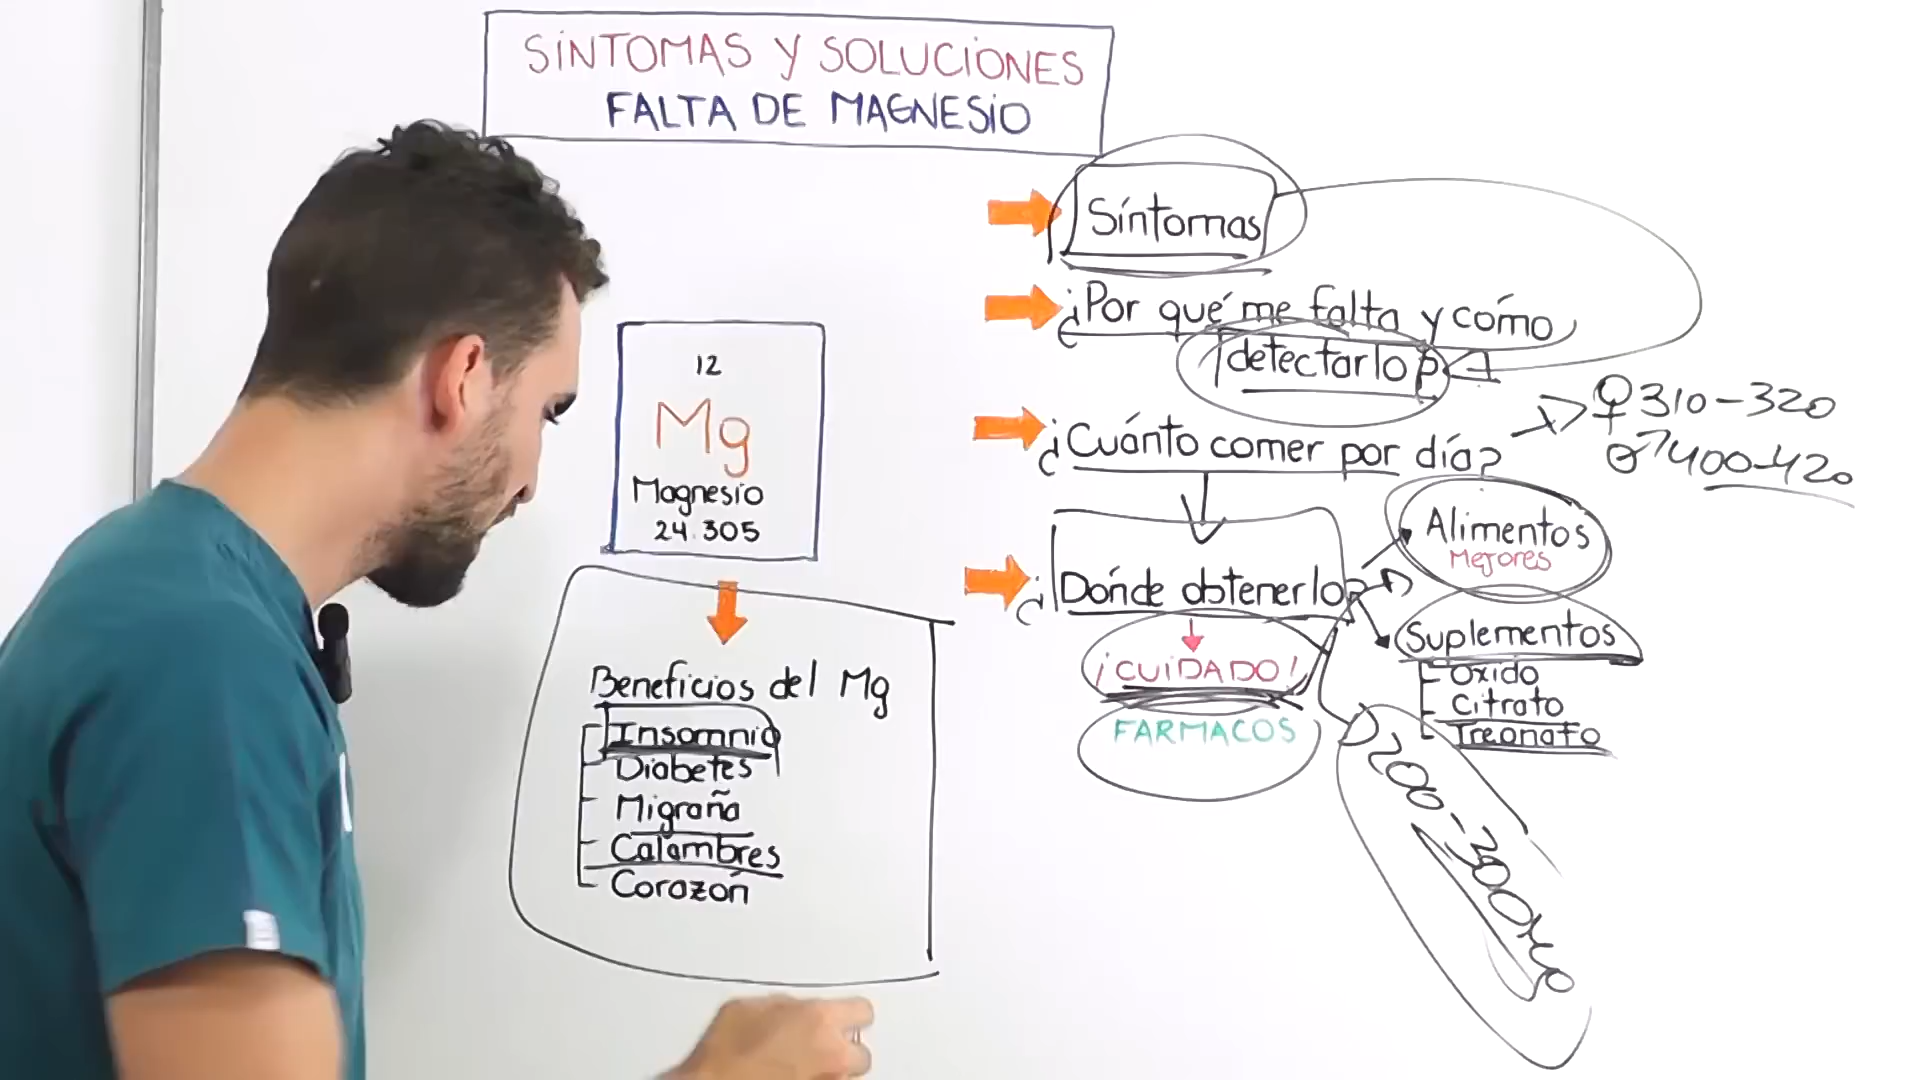 SÍNTOMAS Y SOLUCIONES
FALTA DE MAGNESIO
12
Mg
Magnesio
24.305
Beneficios del Mg
Insomnio
Diabetes
Migraña
Calambres
Corazón
Síntomas
¿Por qué me falta y cómo
detectarlo?
¿Cuánto comer por día?
♀ 310-320
♂ 400-420
¿Dónde obtenerlo?
Alimentos
Mejores
Suplementos
Oxido
Citrato
Treonato
¡CUIDADO!
FARMACOS
200-300